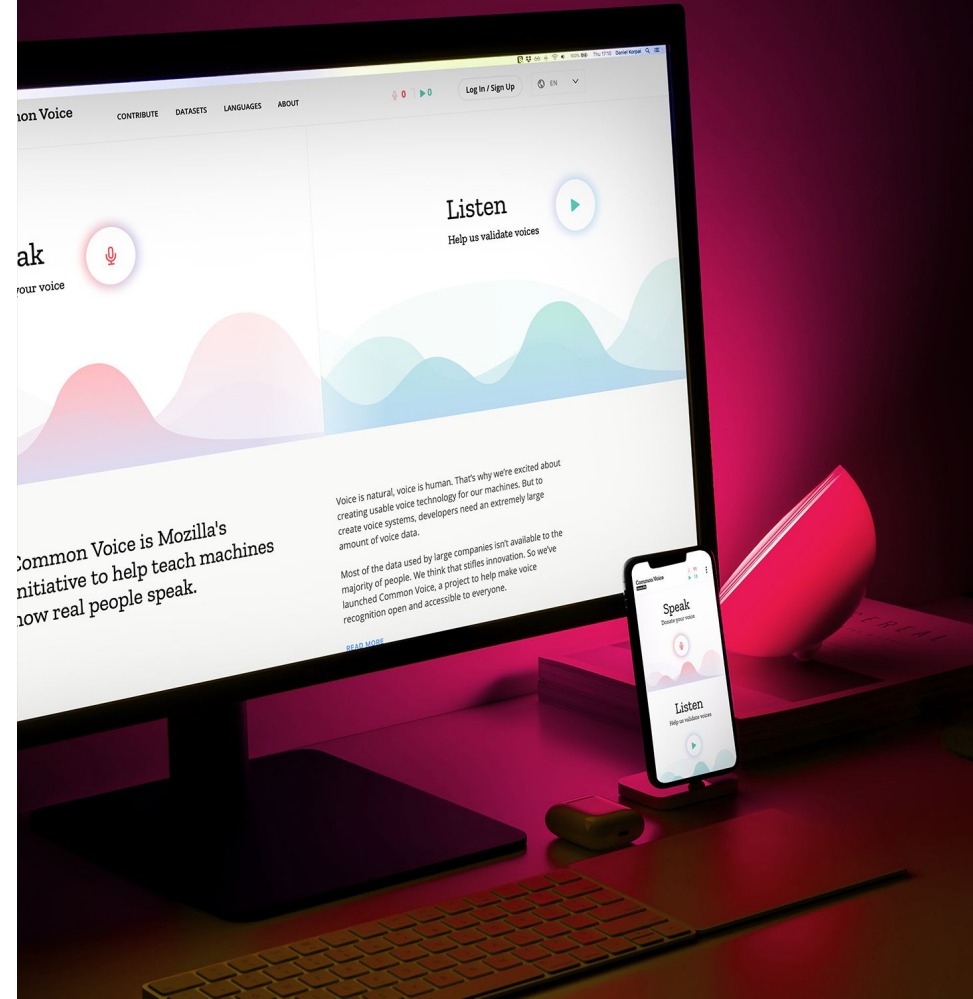 Thu 17:10 Daniel Korpai
on Voice
CONTRIBUTE
DATASETS
LANGUAGES
ABOUT
0
0
Log In / Sign Up
EN
ak
your voice
Listen
Help us validate voices
Common Voice is Mozilla's
nitiative to help teach machines
how real people speak.
Voice is natural, voice is human. That's why we're excited about
creating usable voice technology for our machines. But to
create voice systems, developers need an extremely large
amount of voice data.
Most of the data used by large companies isn't available to the
majority of people. We think that stifles innovation. So we've
launched Common Voice, a project to help make voice
recognition open and accessible to everyone.
READ MORE
Common Voice
Speak
Donate your voice
Listen
Help us validate voices